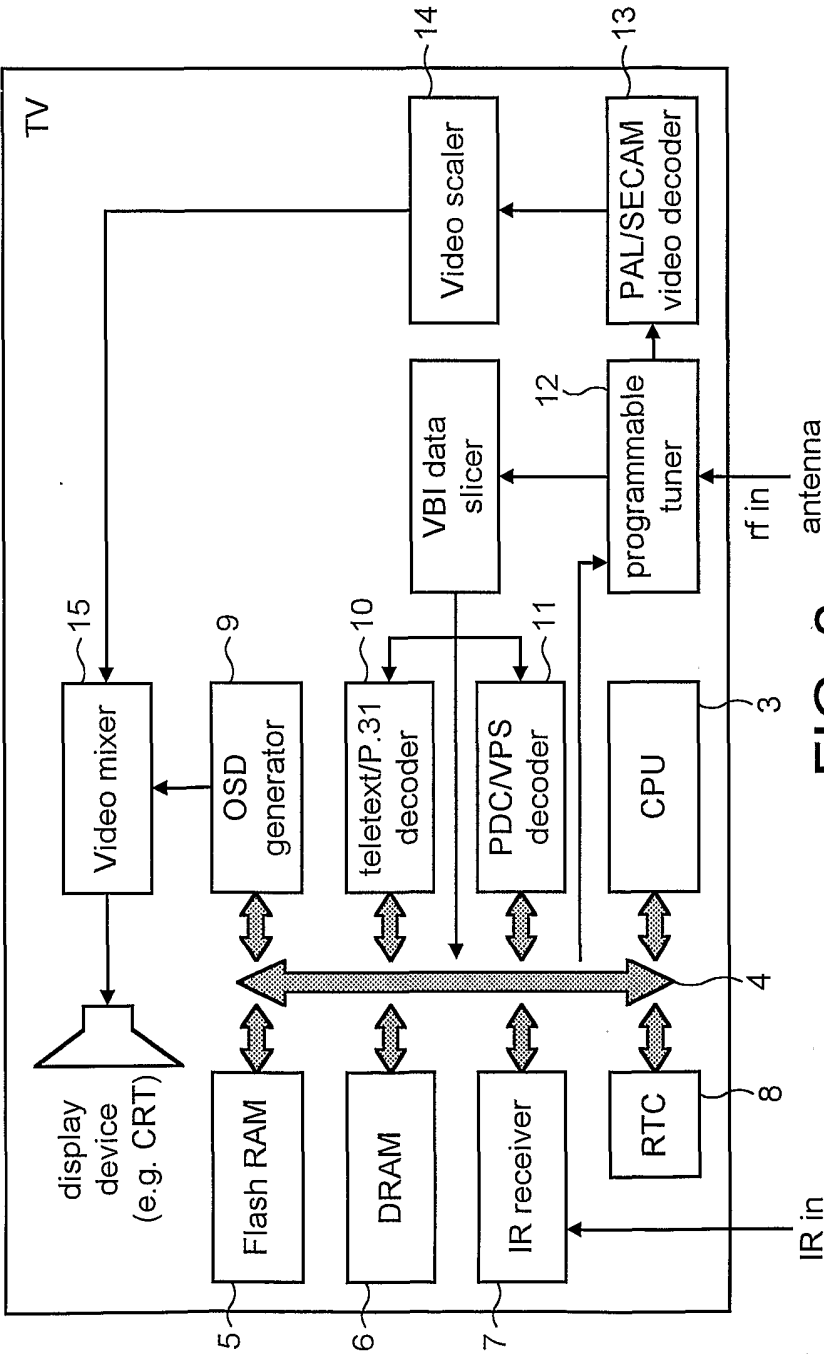 TV
display
device
(e.g. CRT)
Video mixer
15
14
Video scaler
5
Flash RAM
OSD
generator
9
6
DRAM
teletext/P.31
decoder
10
VBI data
slicer
7
IR receiver
PDC/VPS
decoder
11
12
programmable
tuner
13
PAL/SECAM
video decoder
RTC
8
4
CPU
3
IR in
rf in
antenna
FIG.